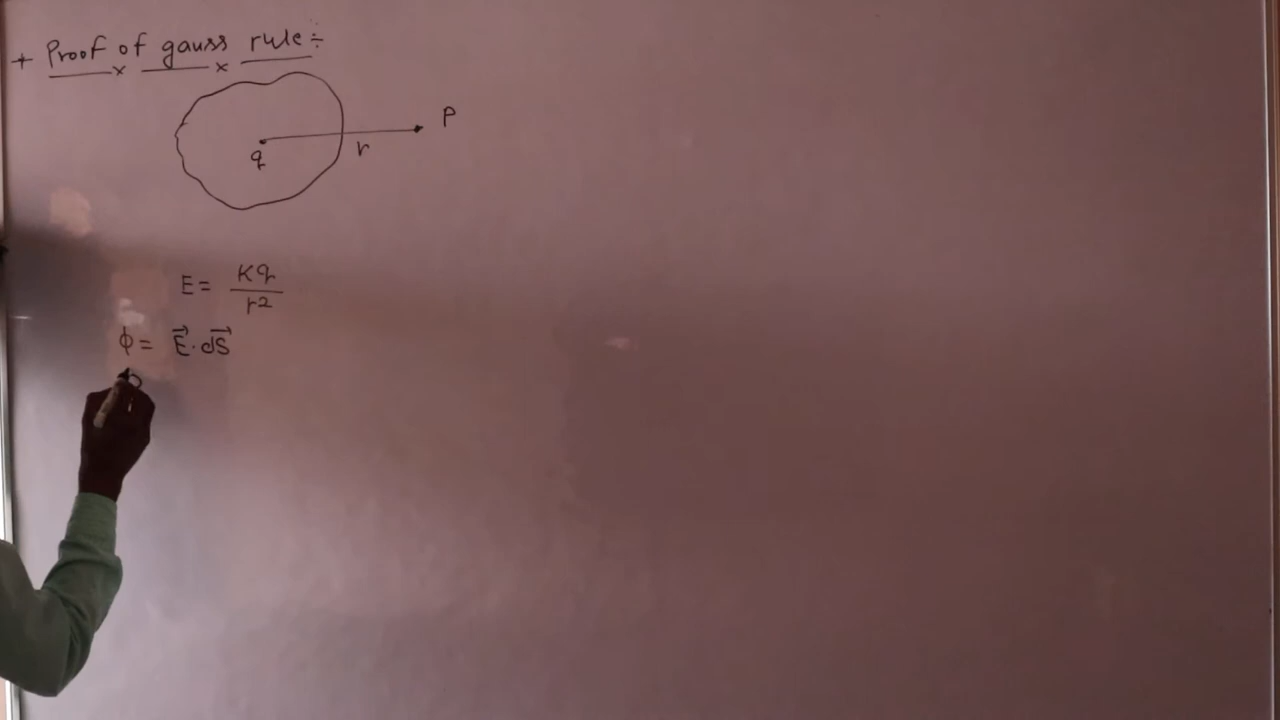 + Proof of gauss rule ÷
P
q
r
E = Kq / r²
ϕ = E⃗·dS⃗